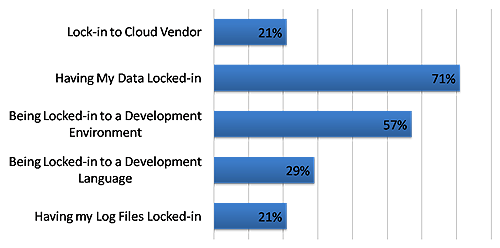 Lock-in to Cloud Vendor
21%
Having My Data Locked-in
71%
Being Locked-in to a Development
Environment
57%
Being Locked-in to a Development
Language
29%
Having my Log Files Locked-in
21%